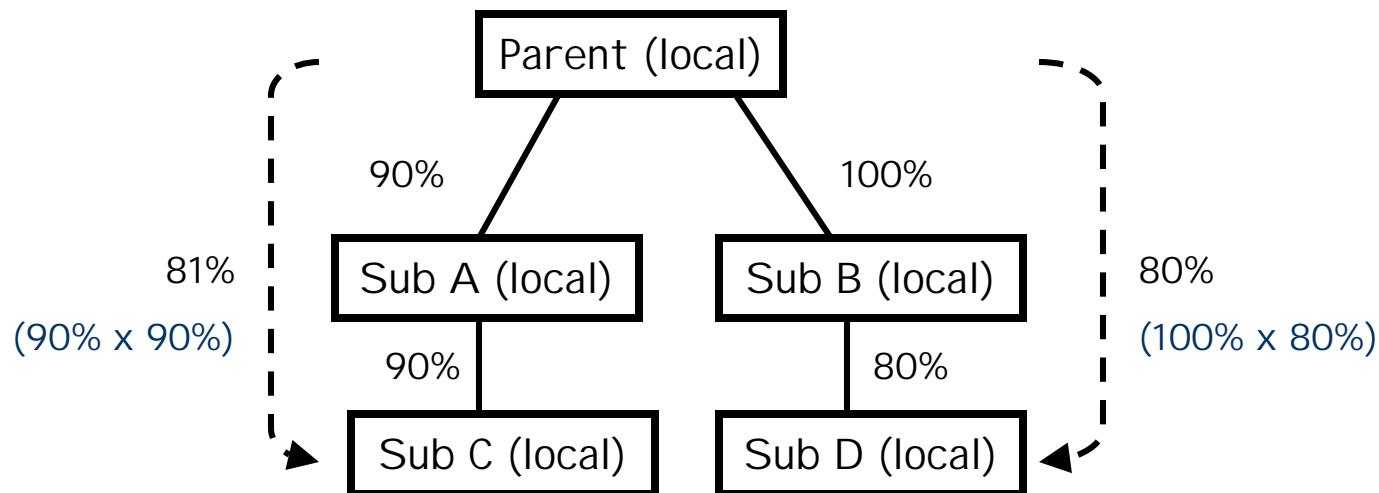 Parent (local)
90%
100%
81%
(90% x 90%)
Sub A (local)
Sub B (local)
80%
(100% x 80%)
90%
80%
Sub C (local)
Sub D (local)